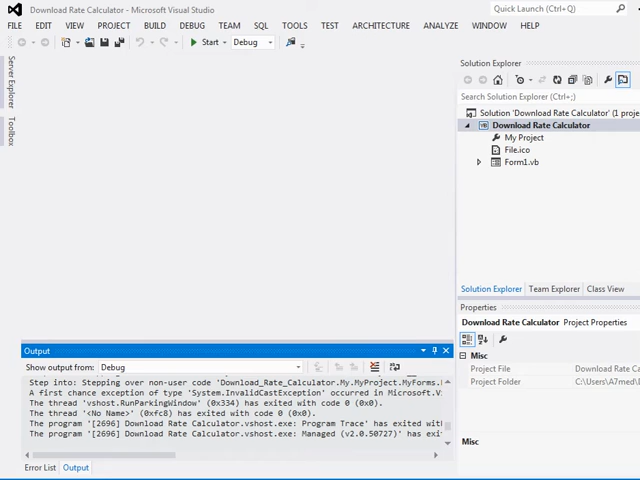 Download Rate Calculator - Microsoft Visual Studio
Quick Launch (Ctrl+Q)
FILE EDIT VIEW PROJECT BUILD DEBUG TEAM SQL TOOLS TEST ARCHITECTURE ANALYZE WINDOW HELP
Start Debug
Server Explorer
Toolbox
Solution Explorer
Search Solution Explorer (Ctrl+;)
Solution 'Download Rate Calculator' (1 proje
Download Rate Calculator
My Project
File.ico
Form1.vb
Solution Explorer Team Explorer Class View
Properties
Download Rate Calculator Project Properties
Misc
Project File Download Ra
Project Folder C:\Users\A7med\D
Misc
Output
Show output from: Debug
Step into: Stepping over non-user code 'Download_Rate_Calculator.My.MyProject.MyForms.
A first chance exception of type 'System.InvalidCastException' occurred in Microsoft.Vi
The thread 'vshost.RunParkingWindow' (0x334) has exited with code 0 (0x0).
The thread '<No Name>' (0xfc8) has exited with code 0 (0x0).
The program '[2696] Download Rate Calculator.vshost.exe: Program Trace' has exited with
The program '[2696] Download Rate Calculator.vshost.exe: Managed (v2.0.50727)' has exit
Error List Output